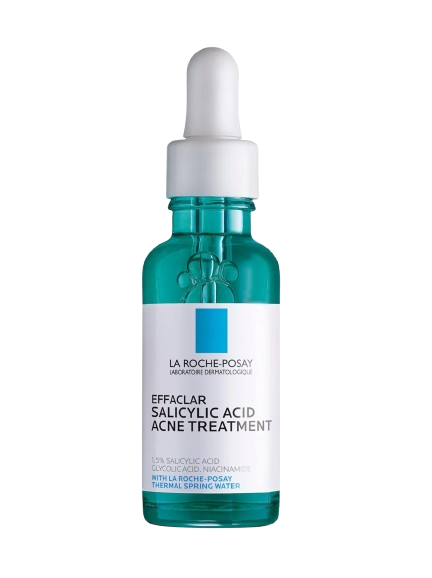 LA ROCHE-POSAY
LABORATOIRE DERMATOLOGIQUE
EFFACLAR
SALICYLIC ACID
ACNE TREATMENT
1.5% SALICYLIC ACID
GLYCOLIC ACID, NIACINAMIDE
WITH LA ROCHE-POSAY
THERMAL SPRING WATER